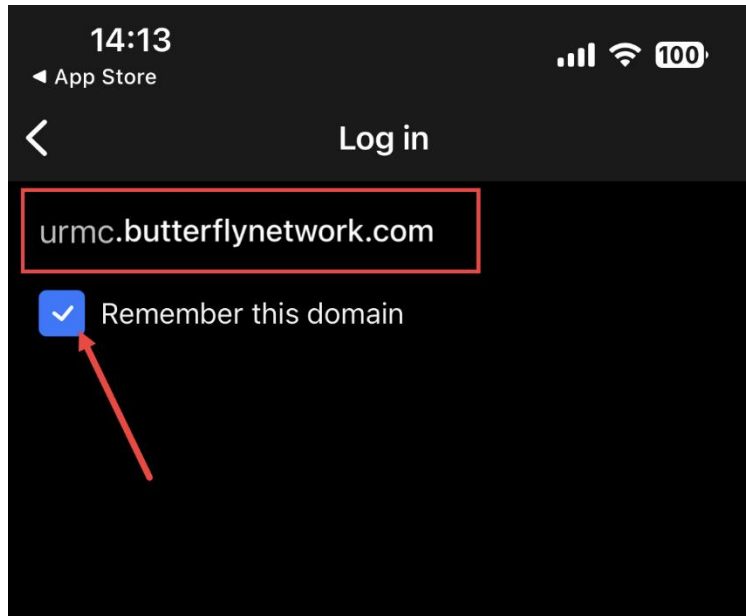 14:13
◀ App Store
100
Log in
urmc.butterflynetwork.com
Remember this domain